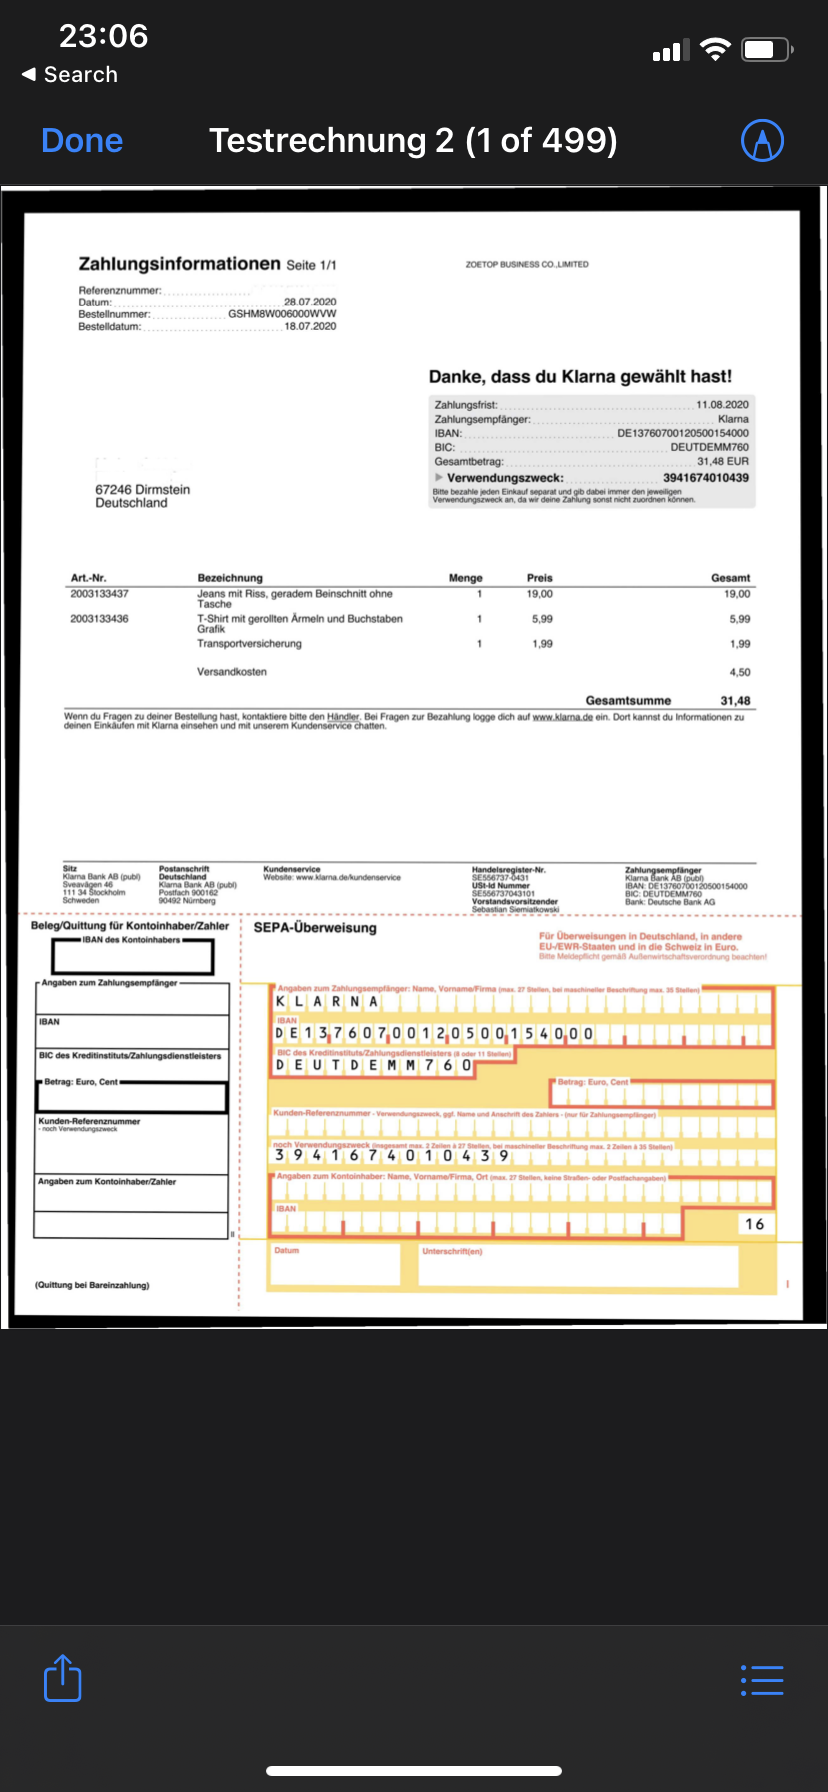 23:06
◀ Search
Done
Testrechnung 2 (1 of 499)
Zahlungsinformationen Seite 1/1
ZOETOP BUSINESS CO.,LIMITED
Referenznummer:
Datum: 28.07.2020
Bestellnummer: GSHM8W006000WVW
Bestelldatum: 18.07.2020
Danke, dass du Klarna gewählt hast!
Zahlungsfrist: 11.08.2020
Zahlungsempfänger: Klarna
IBAN: DE13760700120500154000
BIC: DEUTDEMM760
Gesamtbetrag: 31,48 EUR
Verwendungszweck: 3941674010439
Bitte bezahle jeden Einkauf separat und gib dabei immer den jeweiligen
Verwendungszweck an, da wir deine Zahlung sonst nicht zuordnen können.
67246 Dirmstein
Deutschland
Art.-Nr. Bezeichnung Menge Preis Gesamt
2003133437 Jeans mit Riss, geradem Beinschnitt ohne 1 19,00 19,00
Tasche
2003133436 T-Shirt mit gerollten Ärmeln und Buchstaben 1 5,99 5,99
Grafik
Transportversicherung 1 1,99 1,99
Versandkosten 4,50
Gesamtsumme 31,48
Wenn du Fragen zu deiner Bestellung hast, kontaktiere bitte den Händler. Bei Fragen zur Bezahlung logge dich auf www.klarna.de ein. Dort kannst du Informationen zu
deinen Einkäufen mit Klarna einsehen und mit unserem Kundenservice chatten.
Sitz
Klarna Bank AB (publ)
Sveavägen 46
111 34 Stockholm
Schweden
Postanschrift
Deutschland
Klarna Bank AB (publ)
Postfach 900162
90492 Nürnberg
Kundenservice
Website: www.klarna.de/kundenservice
Handelsregister-Nr.
SE556737-0431
USt-Id Nummer
SE556737043101
Vorstandsvorsitzender
Sebastian Siemiatkowski
Zahlungsempfänger
Klarna Bank AB (publ)
IBAN: DE13760700120500154000
BIC: DEUTDEMM760
Bank: Deutsche Bank AG
Beleg/Quittung für Kontoinhaber/Zahler
IBAN des Kontoinhabers
Angaben zum Zahlungsempfänger
IBAN
BIC des Kreditinstituts/Zahlungsdienstleisters
Betrag: Euro, Cent
Kunden-Referenznummer
- noch Verwendungszweck
Angaben zum Kontoinhaber/Zahler
(Quittung bei Bareinzahlung)
SEPA-Überweisung
Für Überweisungen in Deutschland, in andere
EU-/EWR-Staaten und in die Schweiz in Euro.
Bitte Meldepflicht gemäß Außenwirtschaftsverordnung beachten!
Angaben zum Zahlungsempfänger: Name, Vorname/Firma (max. 27 Stellen, bei maschineller Beschriftung max. 35 Stellen)
KLARNA
IBAN
DE13760700120500154000
BIC des Kreditinstituts/Zahlungsdienstleisters (8 oder 11 Stellen)
DEUTDEMM760
Betrag: Euro, Cent
Kunden-Referenznummer - Verwendungszweck, ggf. Name und Anschrift des Zahlers - (nur für Zahlungsempfänger)
noch Verwendungszweck (insgesamt max. 2 Zeilen à 27 Stellen, bei maschineller Beschriftung max. 2 Zeilen à 35 Stellen)
3941674010439
Angaben zum Kontoinhaber: Name, Vorname/Firma, Ort (max. 27 Stellen, keine Straßen- oder Postfachangaben)
IBAN
16
Datum
Unterschrift(en)